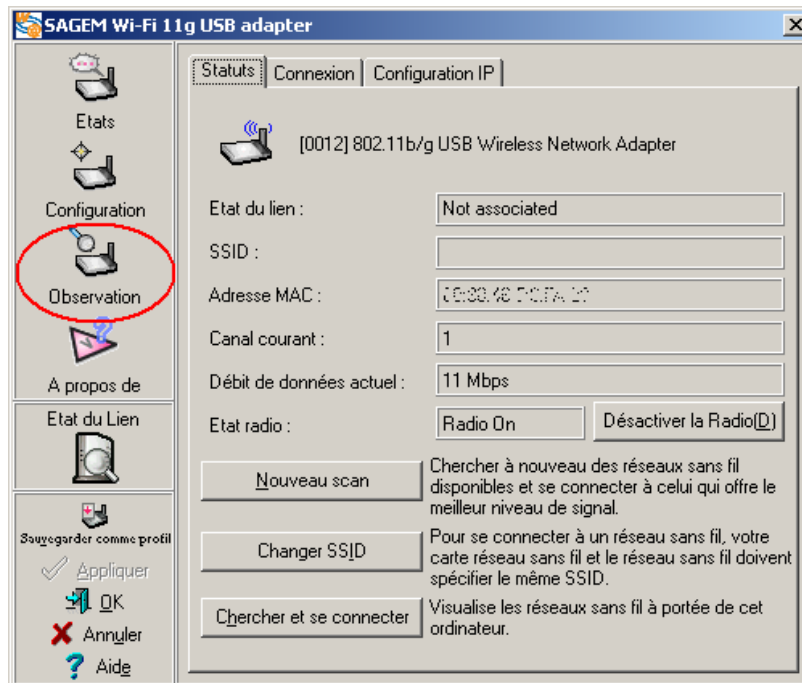 SAGEM Wi-Fi 11g USB adapter
Etats
Configuration
Observation
A propos de
Etat du Lien
Sauvegarder comme profil
Appliquer
OK
Annuler
Aide
Statuts Connexion Configuration IP
[0012] 802.11b/g USB Wireless Network Adapter
Etat du lien : Not associated
SSID :
Adresse MAC :
Canal courant : 1
Débit de données actuel : 11 Mbps
Etat radio : Radio On Désactiver la Radio(D)
Nouveau scan
Chercher à nouveau des réseaux sans fil
disponibles et se connecter à celui qui offre le
meilleur niveau de signal.
Changer SSID
Pour se connecter à un réseau sans fil, votre
carte réseau sans fil et le réseau sans fil doivent
spécifier le même SSID.
Chercher et se connecter
Visualise les réseaux sans fil à portée de cet
ordinateur.